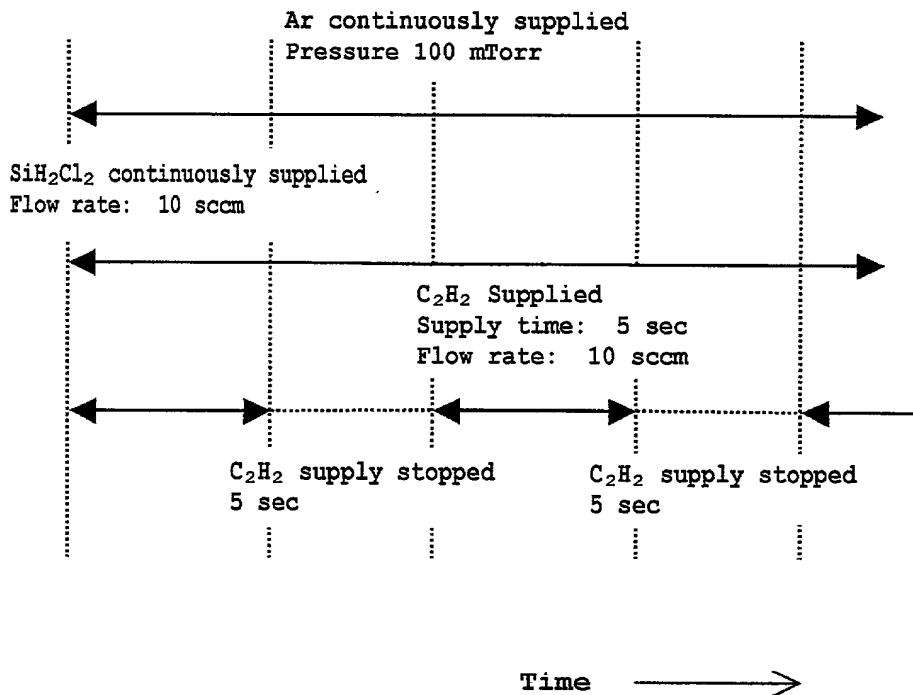 Ar continuously supplied
Pressure 100 mTorr
SiH₂Cl₂ continuously supplied
Flow rate: 10 sccm
C₂H₂ Supplied
Supply time: 5 sec
Flow rate: 10 sccm
C₂H₂ supply stopped
5 sec
C₂H₂ supply stopped
5 sec
Time